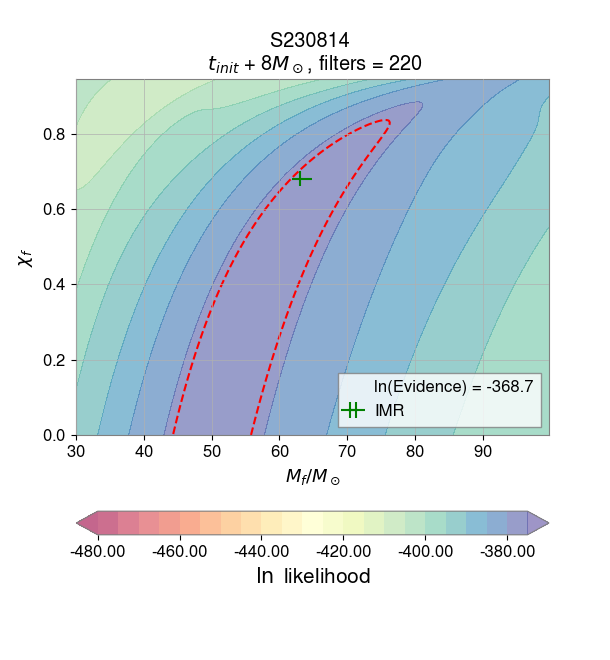 S230814
t_init + 8M_⊙, filters = 220
0.8
0.6
0.4
0.2
0.0
χ_f
ln(Evidence) = -368.7
IMR
30 40 50 60 70 80 90
M_f/M_⊙
-480.00 -460.00 -440.00 -420.00 -400.00 -380.00
ln likelihood